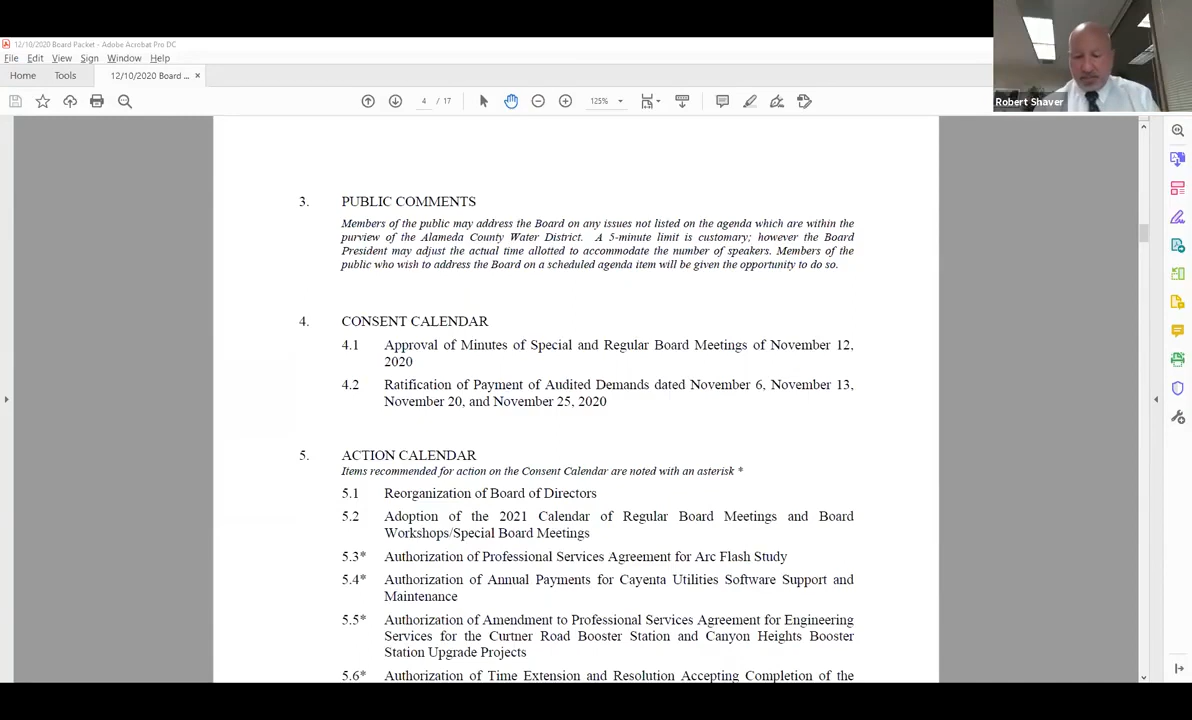 12/10/2020 Board Packet - Adobe Acrobat Pro DC
File Edit View Sign Window Help
Home Tools 12/10/2020 Board ... ×
4 / 17 125%
Robert Shaver
3. PUBLIC COMMENTS
Members of the public may address the Board on any issues not listed on the agenda which are within the
purview of the Alameda County Water District. A 5-minute limit is customary; however the Board
President may adjust the actual time allotted to accommodate the number of speakers. Members of the
public who wish to address the Board on a scheduled agenda item will be given the opportunity to do so.
4. CONSENT CALENDAR
4.1 Approval of Minutes of Special and Regular Board Meetings of November 12,
2020
4.2 Ratification of Payment of Audited Demands dated November 6, November 13,
November 20, and November 25, 2020
5. ACTION CALENDAR
Items recommended for action on the Consent Calendar are noted with an asterisk *
5.1 Reorganization of Board of Directors
5.2 Adoption of the 2021 Calendar of Regular Board Meetings and Board
Workshops/Special Board Meetings
5.3* Authorization of Professional Services Agreement for Arc Flash Study
5.4* Authorization of Annual Payments for Cayenta Utilities Software Support and
Maintenance
5.5* Authorization of Amendment to Professional Services Agreement for Engineering
Services for the Curtner Road Booster Station and Canyon Heights Booster
Station Upgrade Projects
5.6* Authorization of Time Extension and Resolution Accepting Completion of the